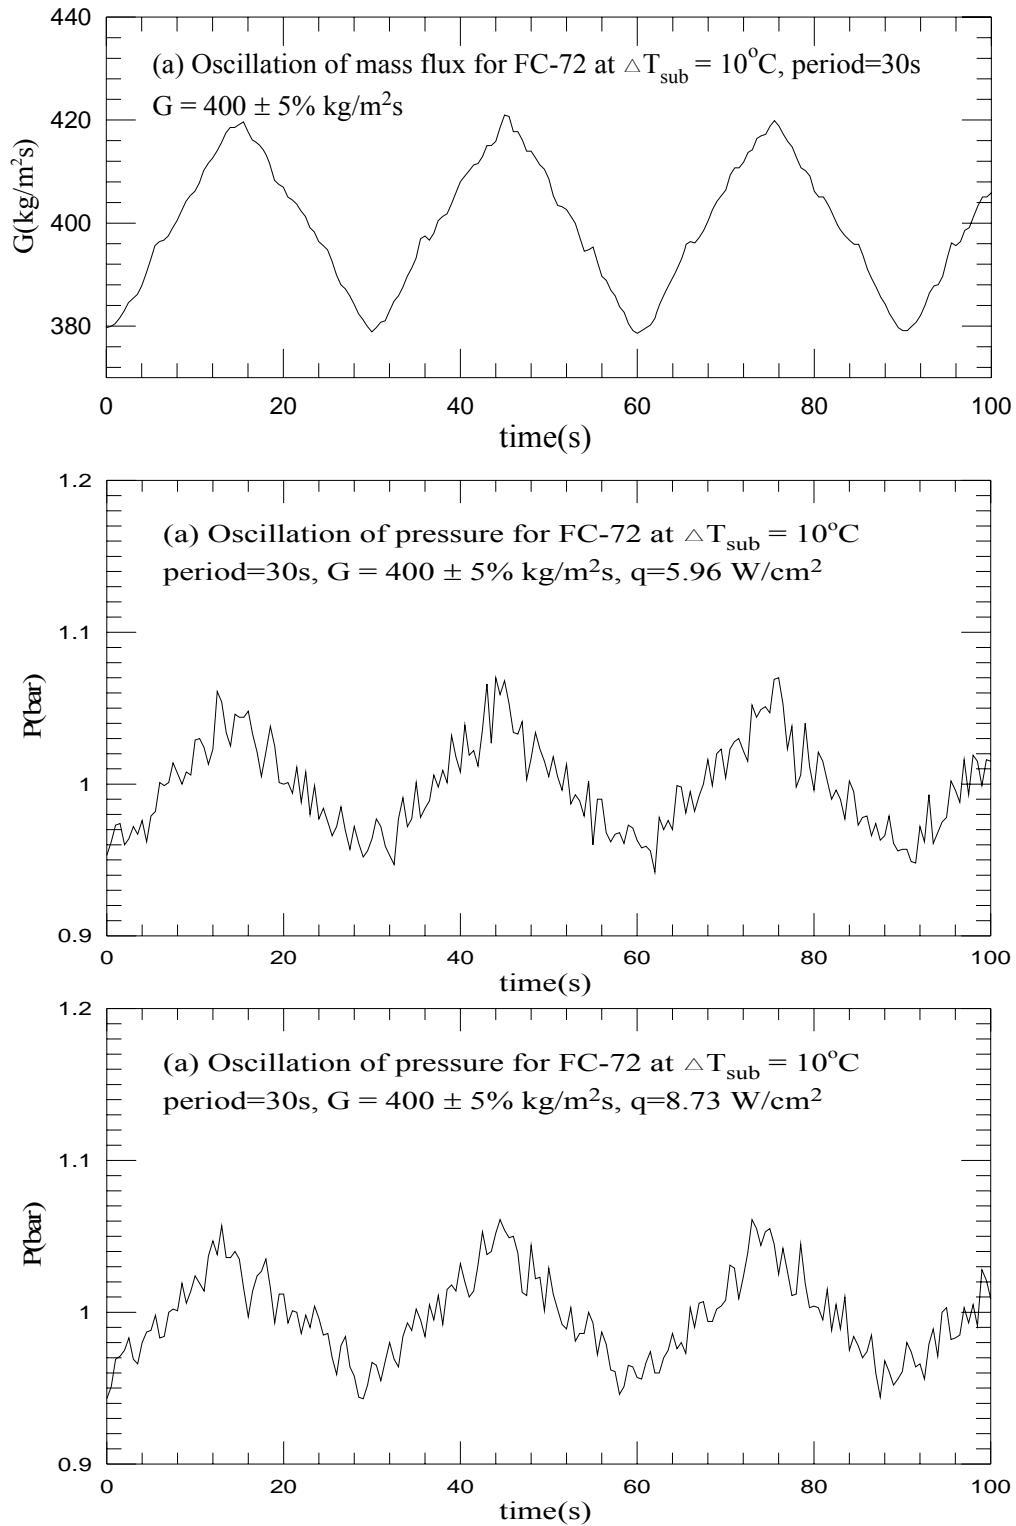 440
(a) Oscillation of mass flux for FC-72 at △T_sub = 10°C, period=30s
G = 400 ± 5% kg/m²s
420
G(kg/m²s)
400
380
0 20 40 60 80 100
time(s)
1.2
(a) Oscillation of pressure for FC-72 at △T_sub = 10°C
period=30s, G = 400 ± 5% kg/m²s, q=5.96 W/cm²
1.1
P(bar)
1
0.9
0 20 40 60 80 100
time(s)
1.2
(a) Oscillation of pressure for FC-72 at △T_sub = 10°C
period=30s, G = 400 ± 5% kg/m²s, q=8.73 W/cm²
1.1
P(bar)
1
0.9
0 20 40 60 80 100
time(s)